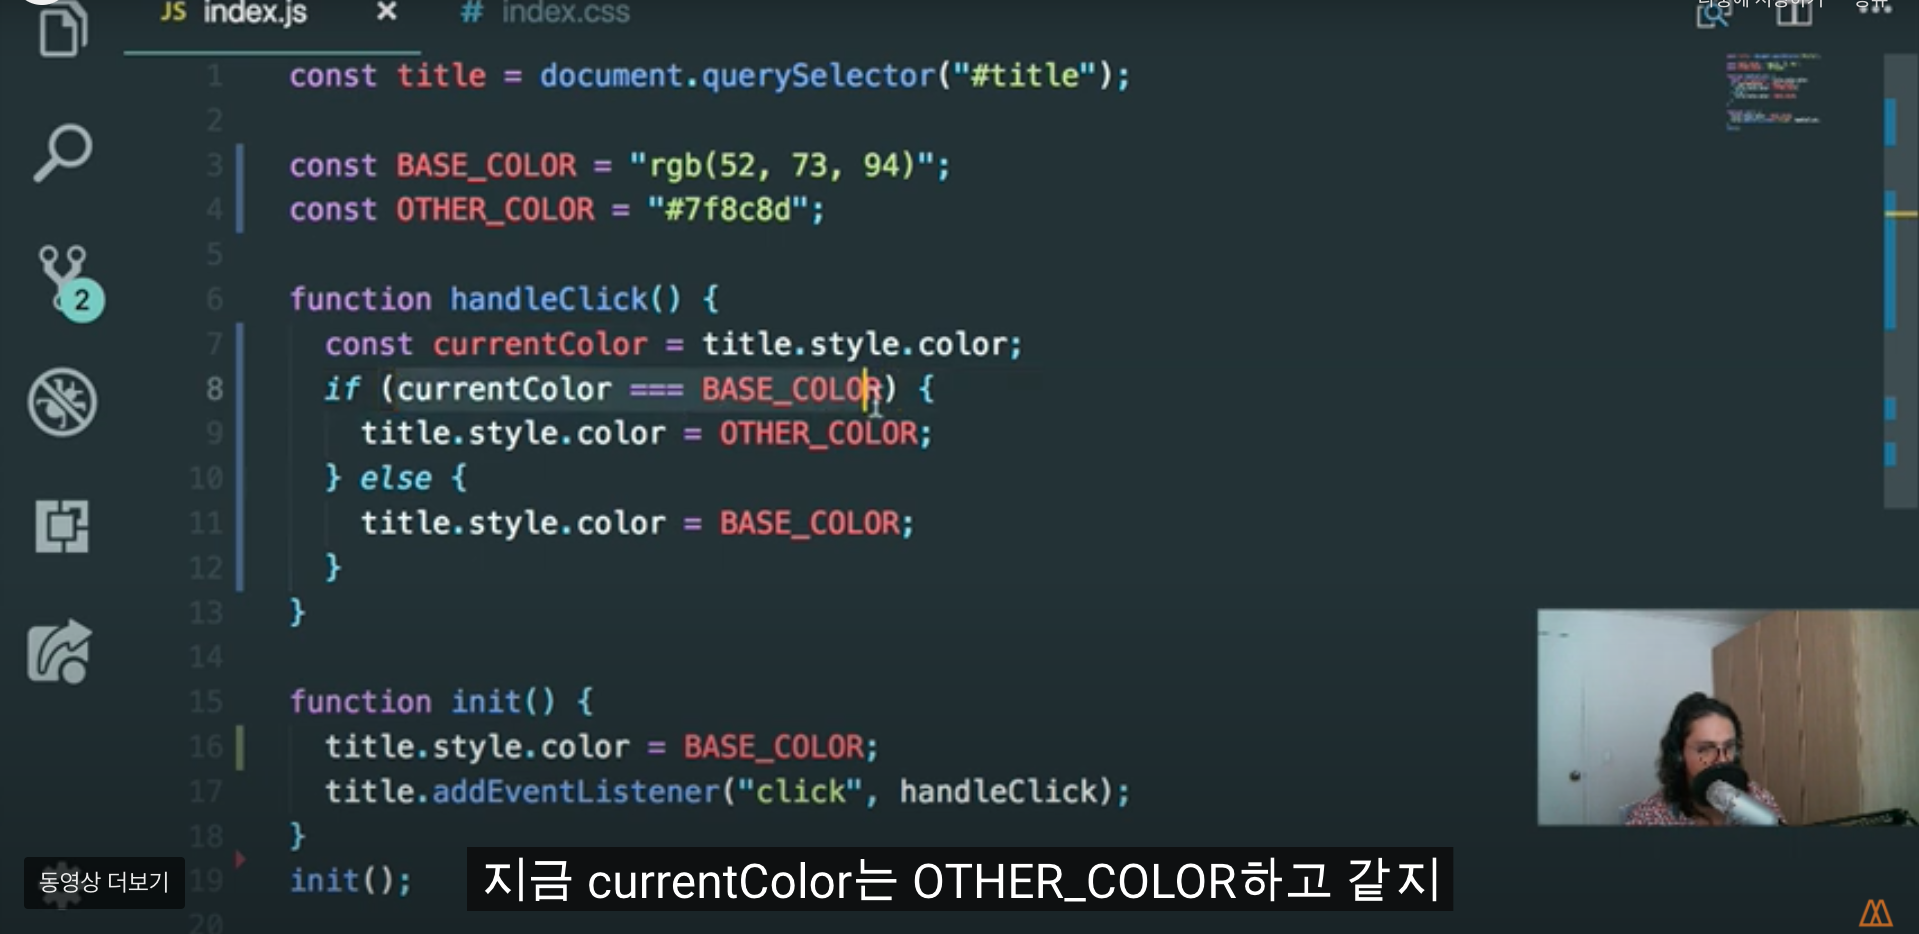 JS index.js ×
# index.css
1 const title = document.querySelector("#title");
2
3 const BASE_COLOR = "rgb(52, 73, 94)";
4 const OTHER_COLOR = "#7f8c8d";
5
6 function handleClick() {
7 const currentColor = title.style.color;
8 if (currentColor === BASE_COLOR) {
9 title.style.color = OTHER_COLOR;
10 } else {
11 title.style.color = BASE_COLOR;
12 }
13 }
14
15 function init() {
16 title.style.color = BASE_COLOR;
17 title.addEventListener("click", handleClick);
18 }
19 init();
20
2
동영상 더보기
지금 currentColor는 OTHER_COLOR하고 같지